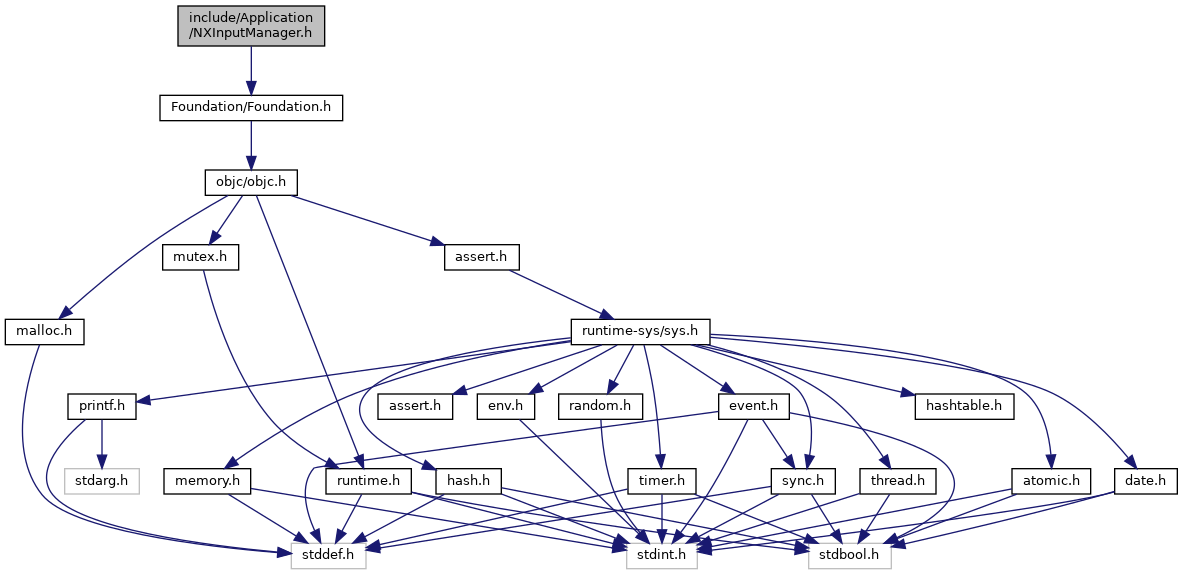 include/Application
/NXInputManager.h
Foundation/Foundation.h
objc/objc.h
mutex.h
assert.h
malloc.h
runtime-sys/sys.h
printf.h
assert.h
env.h
random.h
event.h
hashtable.h
stdarg.h
memory.h
runtime.h
hash.h
timer.h
sync.h
thread.h
atomic.h
date.h
stddef.h
stdint.h
stdbool.h